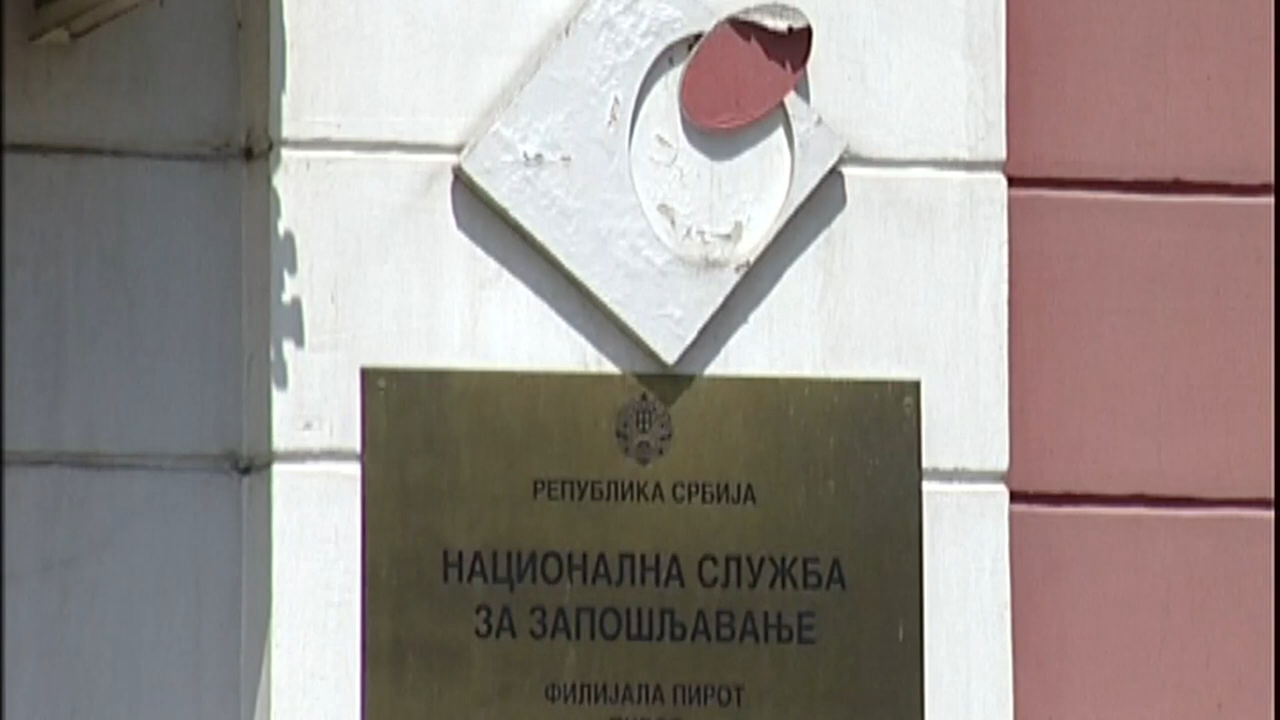 РЕПУБЛИКА СРБИЈА
НАЦИОНАЛНА СЛУЖБА
ЗА ЗАПОШЉАВАЊЕ
ФИЛИЈАЛА ПИРОТ